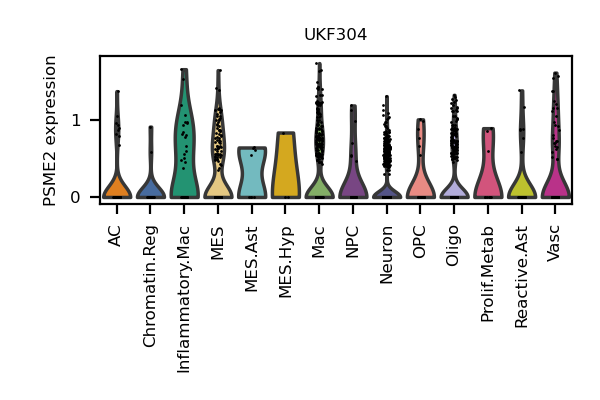 UKF304
PSME2 expression
1
0
AC
Chromatin.Reg
Inflammatory.Mac
MES
MES.Ast
MES.Hyp
Mac
NPC
Neuron
OPC
Oligo
Prolif.Metab
Reactive.Ast
Vasc